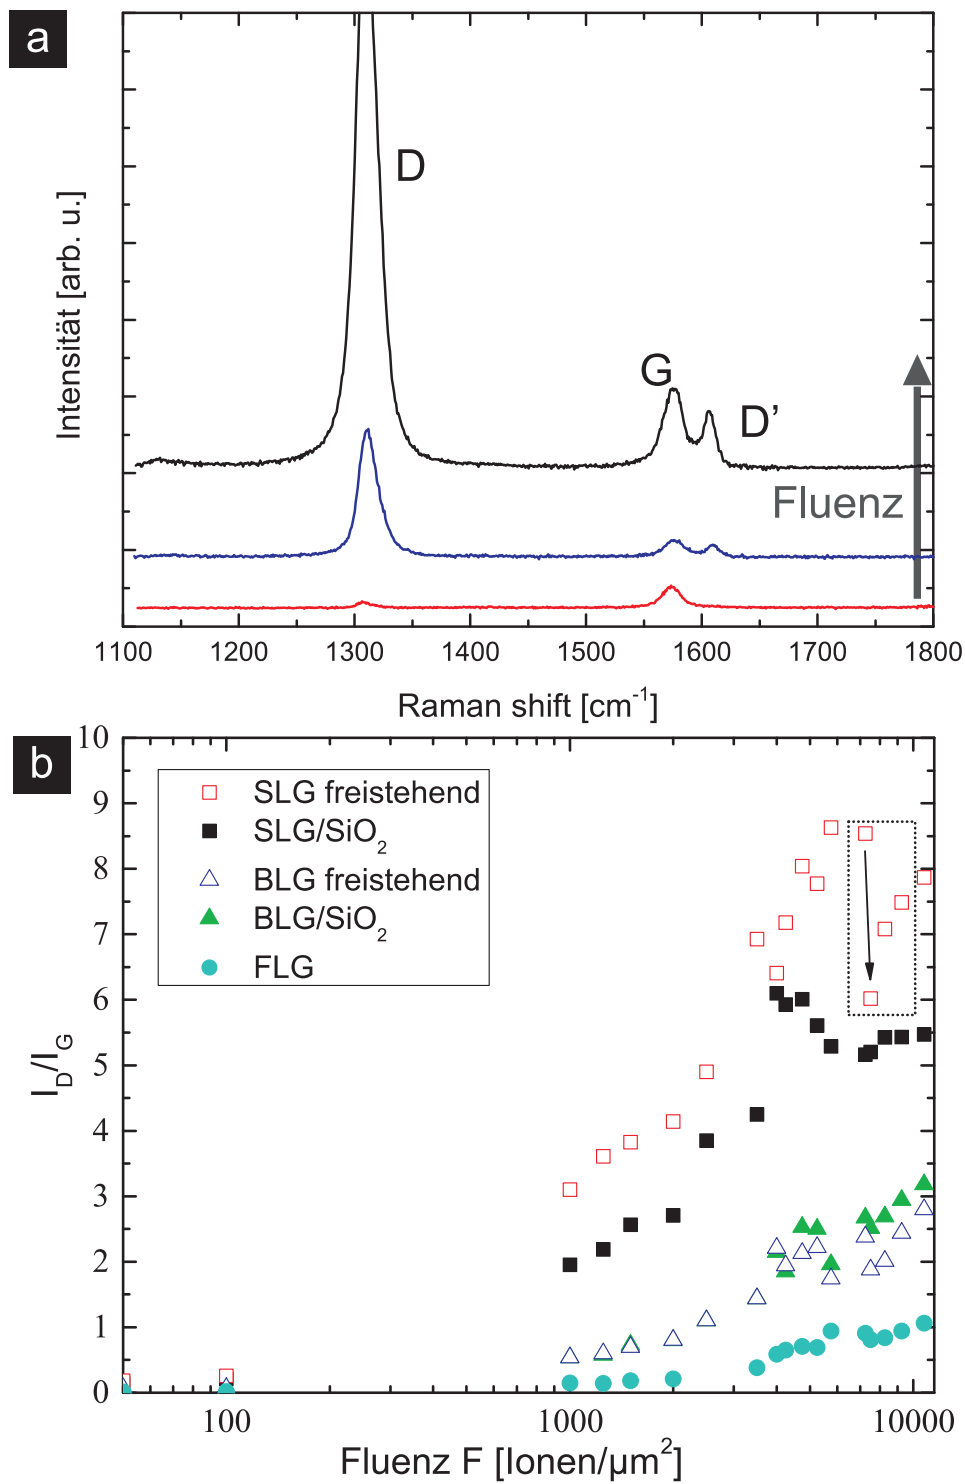 a
Intensität [arb. u.]
D
G
D'
Fluenz
1100 1200 1300 1400 1500 1600 1700 1800
Raman shift [cm⁻¹]
b
10
9
8
7
6
5
4
3
2
1
0
I_D/I_G
SLG freistehend
SLG/SiO₂
BLG freistehend
BLG/SiO₂
FLG
100 1000 10000
Fluenz F [Ionen/µm²]